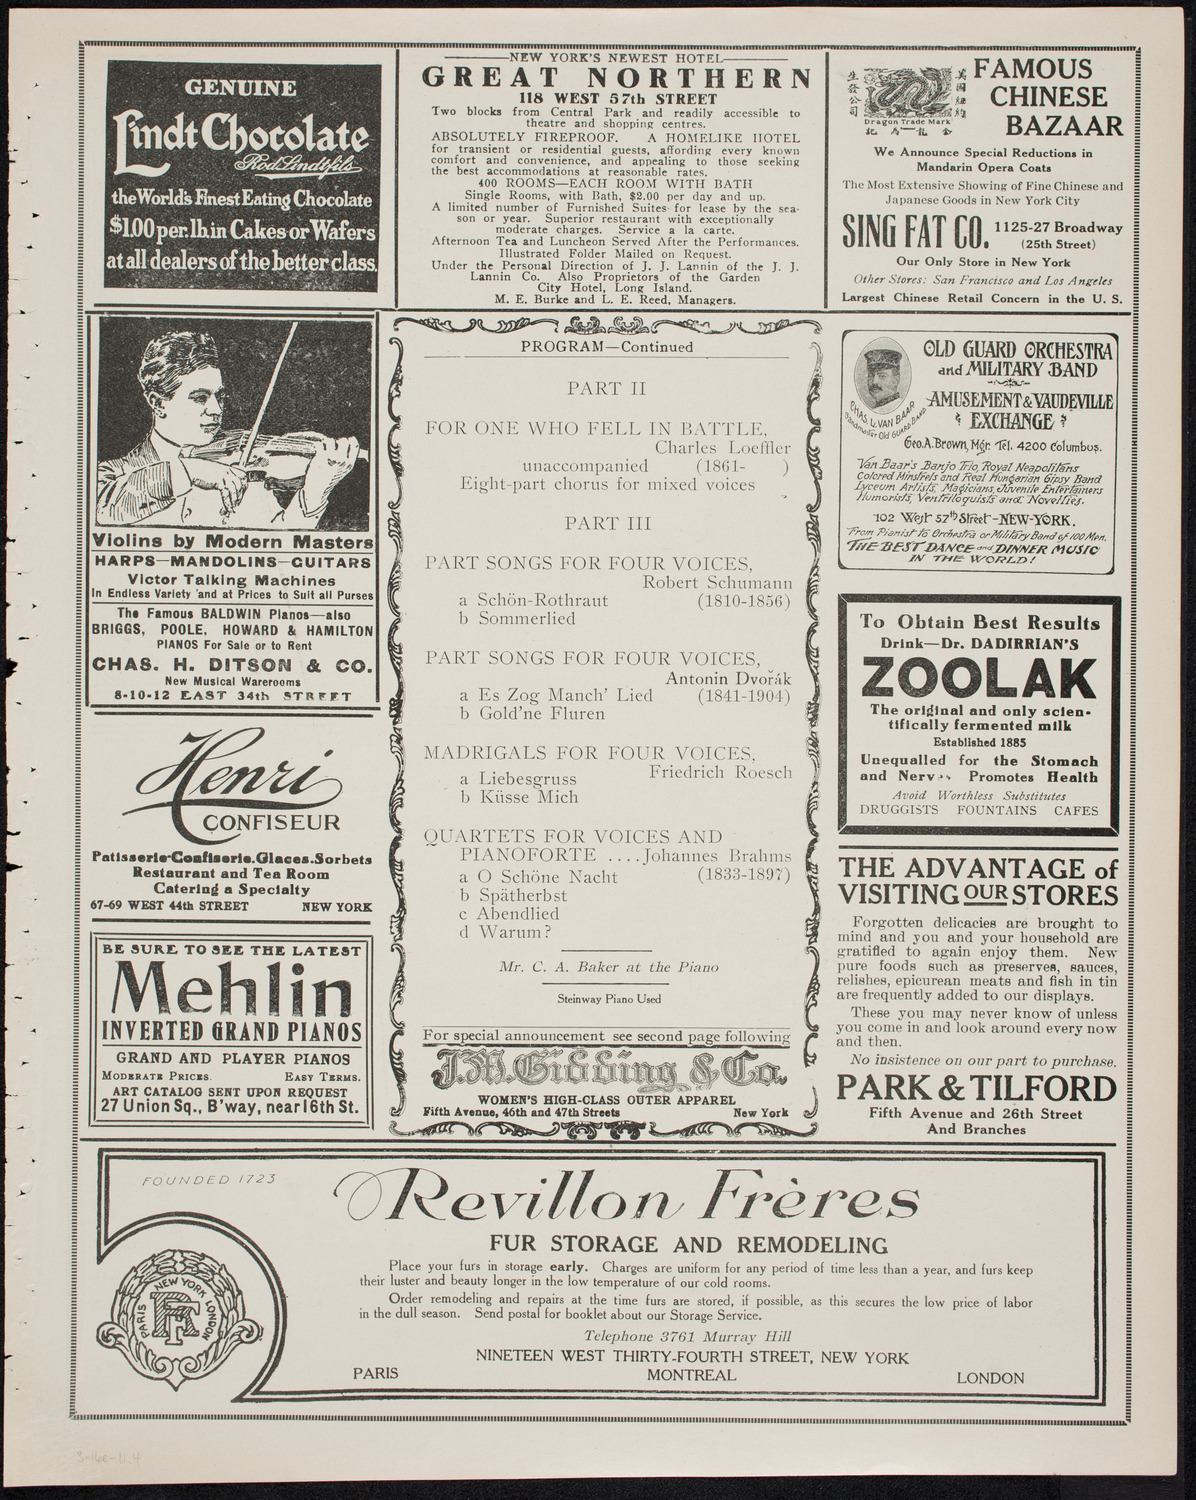 GENUINE
Lindt Chocolate
Rod. Lindt fils
the World's Finest Eating Chocolate
$1.00 per. lb. in Cakes or Wafers
at all dealers of the better class.
NEW YORK'S NEWEST HOTEL
GREAT NORTHERN
118 WEST 57th STREET
Two blocks from Central Park and readily accessible to
theatre and shopping centres.
ABSOLUTELY FIREPROOF. A HOMELIKE HOTEL
for transient or residential guests, affording every known
comfort and convenience, and appealing to those seeking
the best accommodations at reasonable rates.
400 ROOMS—EACH ROOM WITH BATH
Single Rooms, with Bath, $2.00 per day and up.
A limited number of Furnished Suites for lease by the sea-
son or year. Superior restaurant with exceptionally
moderate charges. Service a la carte.
Afternoon Tea and Luncheon Served After the Performances.
Illustrated Folder Mailed on Request.
Under the Personal Direction of J. J. Lannin of the J. J.
Lannin Co. Also Proprietors of the Garden
City Hotel, Long Island.
M. E. Burke and L. E. Reed, Managers.
生發公司
Dragon Trade Mark
FAMOUS
CHINESE
BAZAAR
We Announce Special Reductions in
Mandarin Opera Coats
The Most Extensive Showing of Fine Chinese and
Japanese Goods in New York City
SING FAT CO. 1125-27 Broadway
(25th Street)
Our Only Store in New York
Other Stores: San Francisco and Los Angeles
Largest Chinese Retail Concern in the U. S.
Violins by Modern Masters
HARPS—MANDOLINS—GUITARS
Victor Talking Machines
In Endless Variety and at Prices to Suit all Purses
The Famous BALDWIN Pianos—also
BRIGGS, POOLE, HOWARD & HAMILTON
PIANOS For Sale or to Rent
CHAS. H. DITSON & CO.
New Musical Warerooms
8-10-12 EAST 34th STREET
Henri
CONFISEUR
Patisserie-Confiserie.Glaces.Sorbets
Restaurant and Tea Room
Catering a Specialty
67-69 WEST 44th STREET NEW YORK
BE SURE TO SEE THE LATEST
Mehlin
INVERTED GRAND PIANOS
GRAND AND PLAYER PIANOS
MODERATE PRICES. EASY TERMS.
ART CATALOG SENT UPON REQUEST
27 Union Sq., B'way, near 16th St.
PROGRAM—Continued
PART II
FOR ONE WHO FELL IN BATTLE,
Charles Loeffler
unaccompanied (1861- )
Eight-part chorus for mixed voices
PART III
PART SONGS FOR FOUR VOICES,
Robert Schumann
a Schön-Rothraut (1810-1856)
b Sommerlied
PART SONGS FOR FOUR VOICES,
Antonin Dvořák
a Es Zog Manch' Lied (1841-1904)
b Gold'ne Fluren
MADRIGALS FOR FOUR VOICES,
Friedrich Roesch
a Liebesgruss
b Küsse Mich
QUARTETS FOR VOICES AND
PIANOFORTE ....Johannes Brahms
a O Schöne Nacht (1833-1897)
b Spätherbst
c Abendlied
d Warum?
Mr. C. A. Baker at the Piano
Steinway Piano Used
For special announcement see second page following
J.M. Gidding & Co.
WOMEN'S HIGH-CLASS OUTER APPAREL
Fifth Avenue, 46th and 47th Streets New York
OLD GUARD ORCHESTRA
and MILITARY BAND
AMUSEMENT & VAUDEVILLE
EXCHANGE
CHAS. L. VAN BAAR
Bandmaster Old GUARD BAND
Geo. A. Brown, Mgr. Tel. 4200 Columbus.
Van Baar's Banjo Trio, Royal Neapolitans
Colored Minstrels and Real Hungarian Gipsy Band
Lyceum Artists, Magicians, Juvenile Entertainers
Humorists, Ventriloquists and Novelties.
102 West 57th Street-NEW-YORK.
From Pianist to Orchestra or Military Band of 100 Men.
THE BEST DANCE and DINNER MUSIC
IN THE WORLD!
To Obtain Best Results
Drink—Dr. DADIRRIAN'S
ZOOLAK
The original and only scien-
tifically fermented milk
Established 1885
Unequalled for the Stomach
and Promotes Health
Avoid Worthless Substitutes
DRUGGISTS FOUNTAINS CAFES
THE ADVANTAGE of
VISITING OUR STORES
Forgotten delicacies are brought to
mind and you and your household are
gratified to again enjoy them. New
pure foods such as preserves, sauces,
relishes, epicurean meats and fish in tin
are frequently added to our displays.
These you may never know of unless
you come in and look around every now
and then.
No insistence on our part to purchase.
PARK & TILFORD
Fifth Avenue and 26th Street
And Branches
FOUNDED 1723
Revillon Frères
FUR STORAGE AND REMODELING
Place your furs in storage early. Charges are uniform for any period of time less than a year, and furs keep
their luster and beauty longer in the low temperature of our cold rooms.
Order remodeling and repairs at the time furs are stored, if possible, as this secures the low price of labor
in the dull season. Send postal for booklet about our Storage Service.
Telephone 3761 Murray Hill
NINETEEN WEST THIRTY-FOURTH STREET, NEW YORK
PARIS MONTREAL LONDON
PARIS NEW YORK LONDON
RF